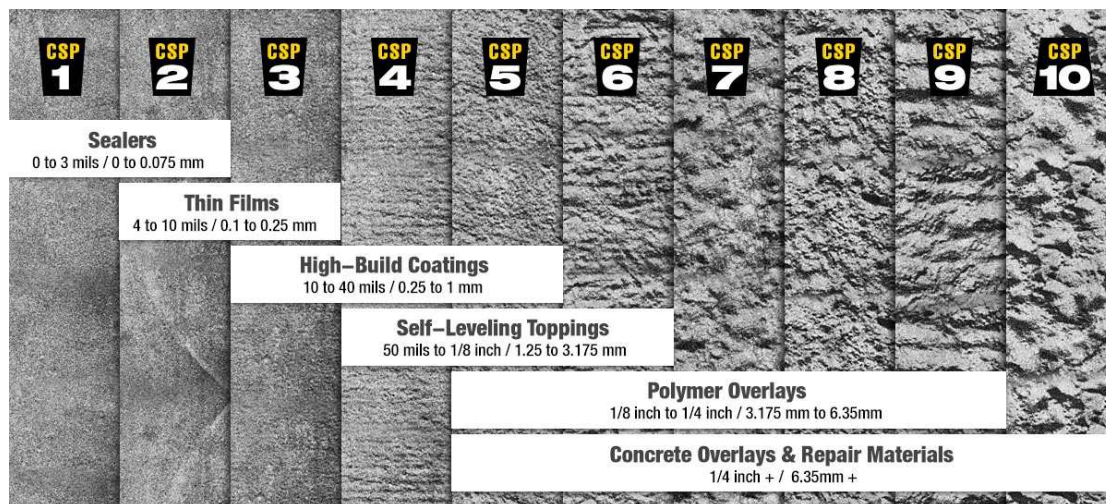 CSP 1
CSP 2
CSP 3
CSP 4
CSP 5
CSP 6
CSP 7
CSP 8
CSP 9
CSP 10
Sealers
0 to 3 mils / 0 to 0.075 mm
Thin Films
4 to 10 mils / 0.1 to 0.25 mm
High–Build Coatings
10 to 40 mils / 0.25 to 1 mm
Self–Leveling Toppings
50 mils to 1/8 inch / 1.25 to 3.175 mm
Polymer Overlays
1/8 inch to 1/4 inch / 3.175 mm to 6.35mm
Concrete Overlays & Repair Materials
1/4 inch + / 6.35mm +